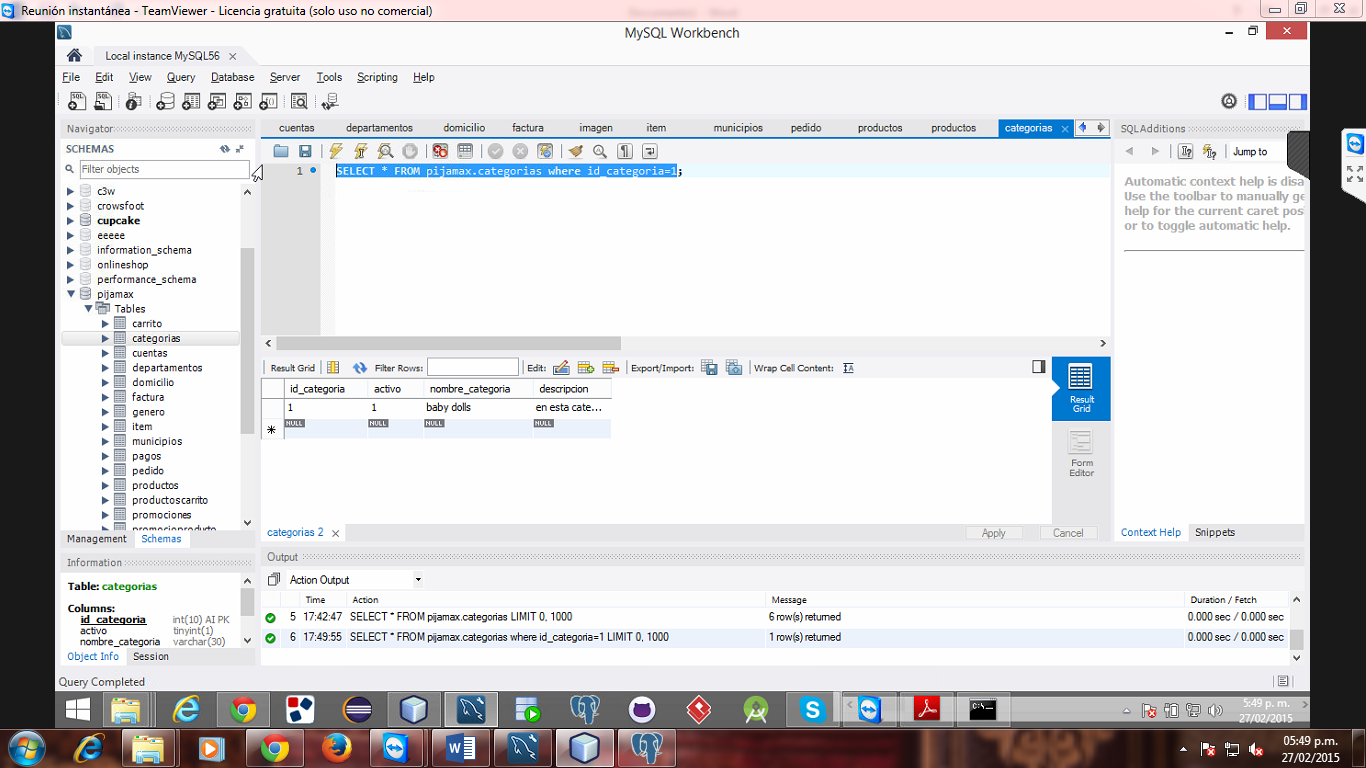 Reunión instantánea - TeamViewer - Licencia gratuita (solo uso no comercial)
MySQL Workbench
Local instance MySQL56
File Edit View Query Database Server Tools Scripting Help
Navigator
SCHEMAS
Filter objects
c3w
crowsfoot
cupcake
eeeee
information_schema
onlineshop
performance_schema
pijamax
Tables
carrito
categorias
cuentas
departamentos
domicilio
factura
genero
item
municipios
pagos
pedido
productos
productoscarrito
promociones
promocioproducto
Management Schemas
Information
Table: categorias
Columns:
id_categoria int(10) AI PK
activo tinyint(1)
nombre_categoria varchar(30)
Object Info Session
Query Completed
cuentas departamentos domicilio factura imagen item municipios pedido productos productos categorias
1 SELECT * FROM pijamax.categorias where id_categoria=1;
Result Grid Filter Rows: Edit: Export/Import: Wrap Cell Content:
id_categoria activo nombre_categoria descripcion
1 1 baby dolls en esta cate...
NULL NULL NULL NULL
Result Grid
Form Editor
categorias 2 Apply Cancel
Output
Action Output
Time Action Message Duration / Fetch
5 17:42:47 SELECT * FROM pijamax.categorias LIMIT 0, 1000 6 row(s) returned 0.000 sec / 0.000 sec
6 17:49:55 SELECT * FROM pijamax.categorias where id_categoria=1 LIMIT 0, 1000 1 row(s) returned 0.000 sec / 0.000 sec
SQLAdditions
Jump to
Automatic context help is disa
Use the toolbar to manually ge
help for the current caret pos
or to toggle automatic help.
Context Help Snippets
5:49 p. m.
27/02/2015
05:49 p.m.
27/02/2015